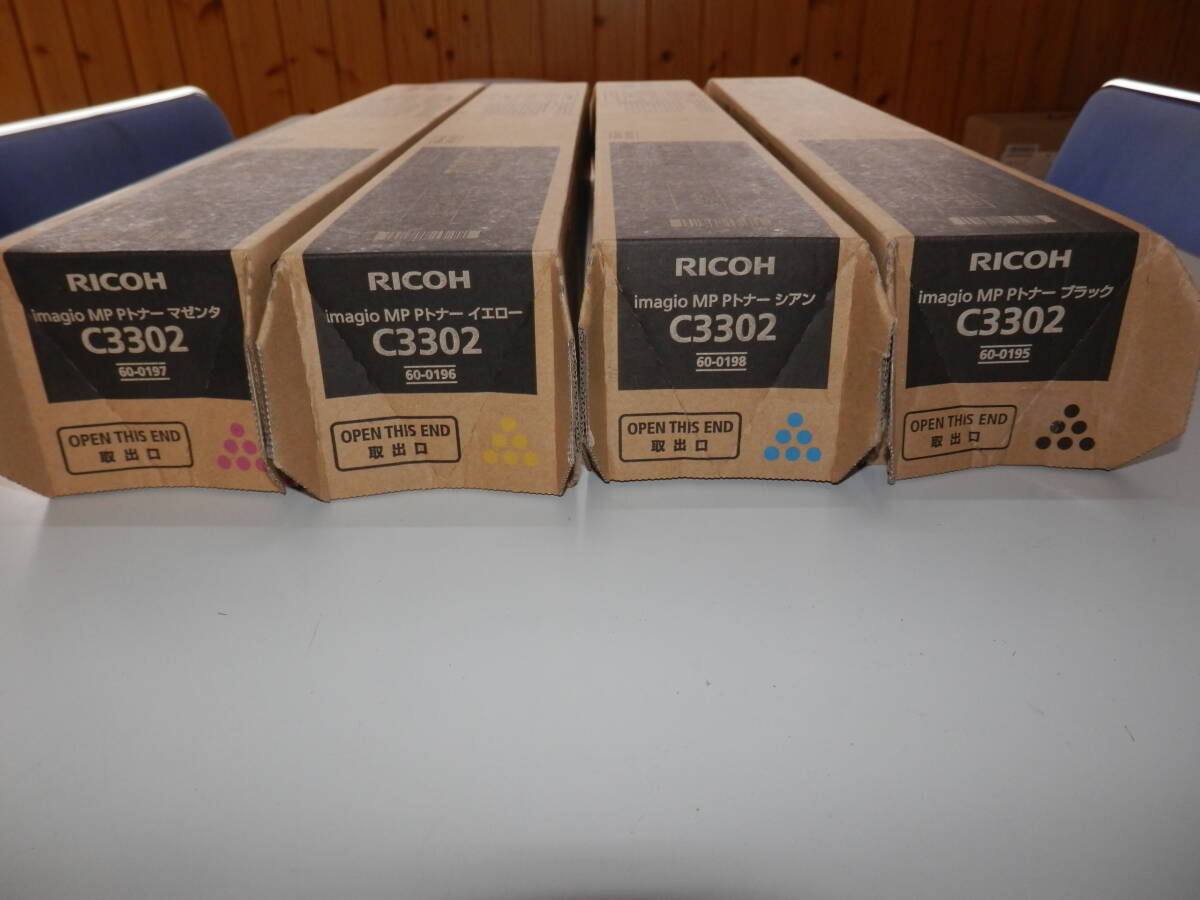 RICOH
imagio MP Pトナー マゼンタ
C3302
60-0197
OPEN THIS END
取出口
RICOH
imagio MP Pトナー イエロー
C3302
60-0196
OPEN THIS END
取出口
RICOH
imagio MP Pトナー シアン
C3302
60-0198
OPEN THIS END
取出口
RICOH
imagio MP Pトナー ブラック
C3302
60-0195
OPEN THIS END
取出口